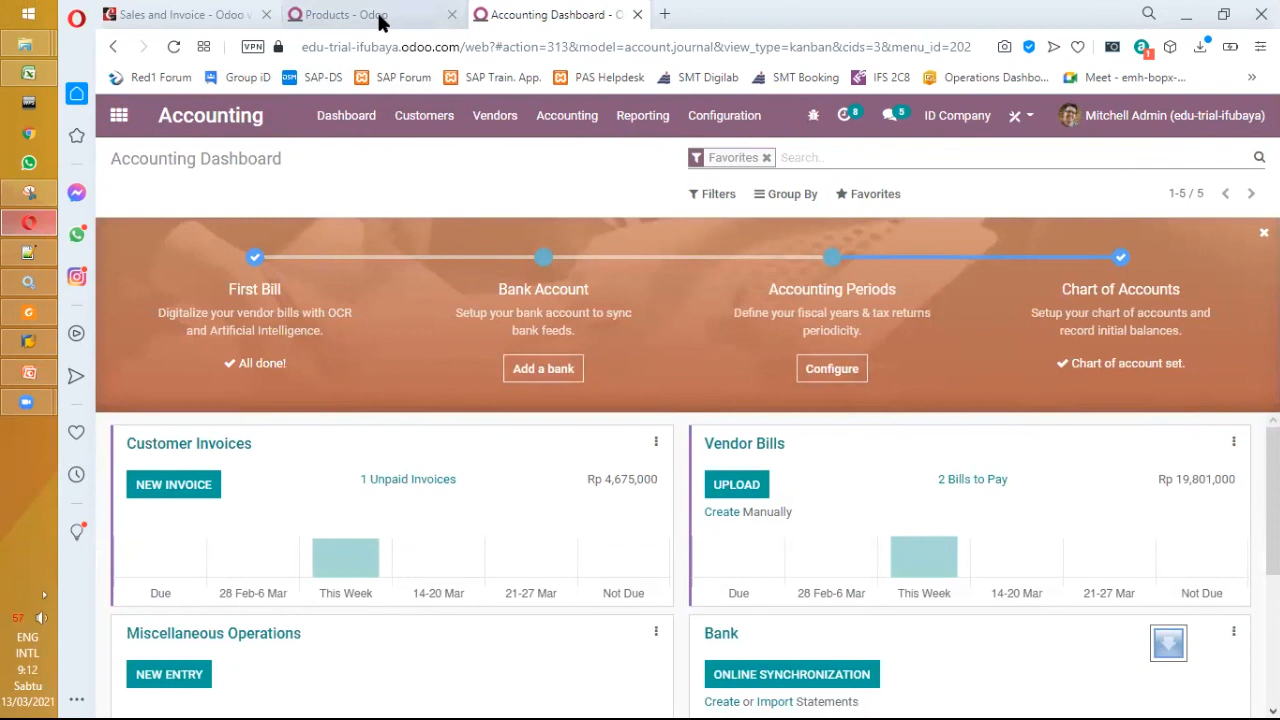 Sales and Invoice - Odoo v
Products - Odoo
Accounting Dashboard - O
VPN
edu-trial-ifubaya.odoo.com/web?#action=313&model=account.journal&view_type=kanban&cids=3&menu_id=202
1
Red1 Forum
Group iD
DSM
SAP-DS
SAP Forum
SAP Train. App.
PAS Helpdesk
SMT Digilab
SMT Booking
IFS 2C8
Operations Dashbo...
Meet - emh-bopx-...
»
Accounting
Dashboard
Customers
Vendors
Accounting
Reporting
Configuration
8
5
ID Company
Mitchell Admin (edu-trial-ifubaya)
Accounting Dashboard
Favorites
Search..
Filters
Group By
Favorites
1-5 / 5
First Bill
Digitalize your vendor bills with OCR
and Artificial Intelligence.
All done!
Bank Account
Setup your bank account to sync
bank feeds.
Add a bank
Accounting Periods
Define your fiscal years & tax returns
periodicity.
Configure
Chart of Accounts
Setup your chart of accounts and
record initial balances.
Chart of account set.
Customer Invoices
NEW INVOICE
1 Unpaid Invoices
Rp 4,675,000
Due
28 Feb-6 Mar
This Week
14-20 Mar
21-27 Mar
Not Due
Vendor Bills
UPLOAD
2 Bills to Pay
Rp 19,801,000
Create Manually
Due
28 Feb-6 Mar
This Week
14-20 Mar
21-27 Mar
Not Due
Miscellaneous Operations
NEW ENTRY
Bank
ONLINE SYNCHRONIZATION
Create or Import Statements
57
ENG
INTL
9:12
Sabtu
13/03/2021